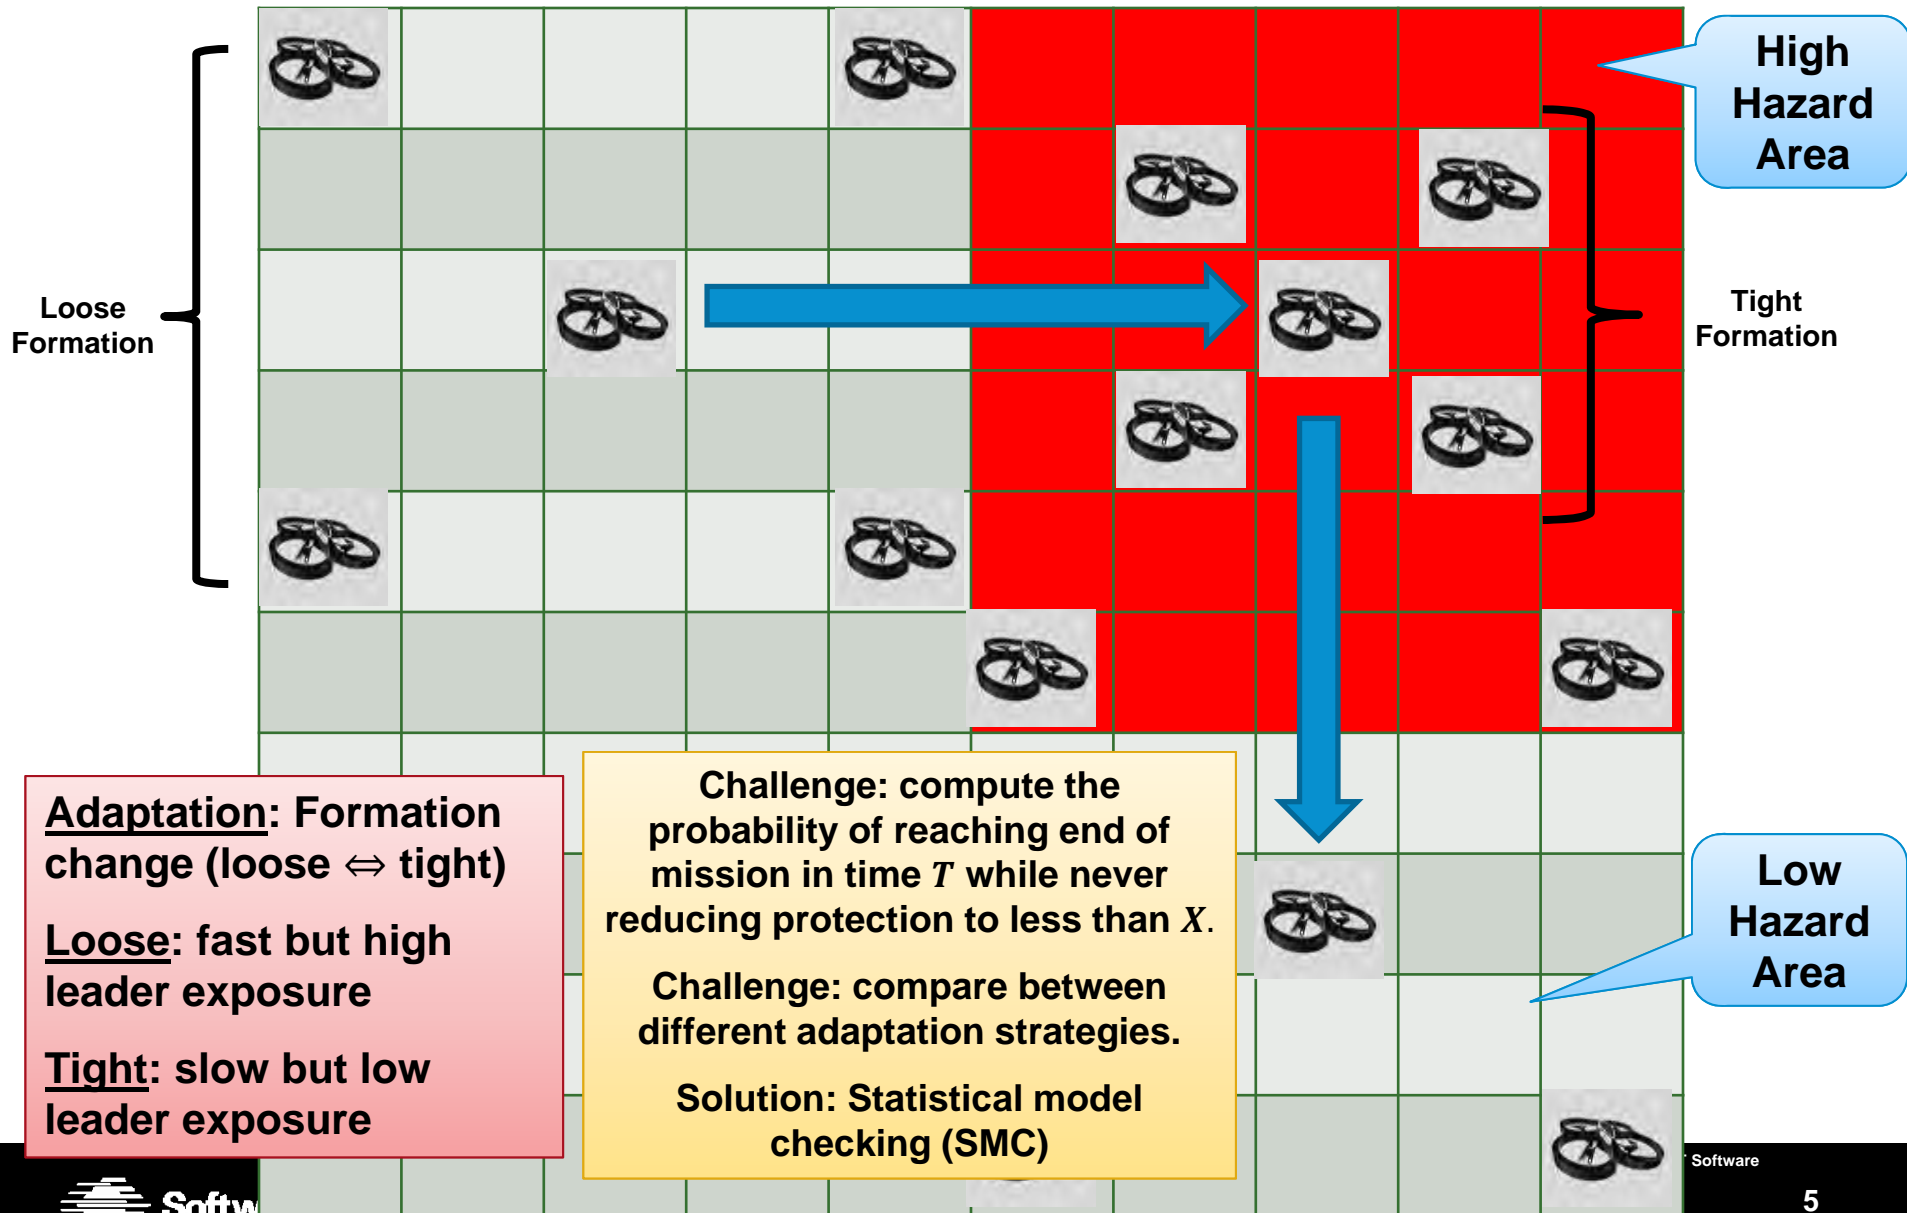 High
Hazard
Area
Loose
Formation
Tight
Formation
Adaptation: Formation
change (loose ⇔ tight)
Loose: fast but high
leader exposure
Tight: slow but low
leader exposure
Challenge: compute the
probability of reaching end of
mission in time T while never
reducing protection to less than X.
Challenge: compare between
different adaptation strategies.
Solution: Statistical model
checking (SMC)
Low
Hazard
Area
Software
5